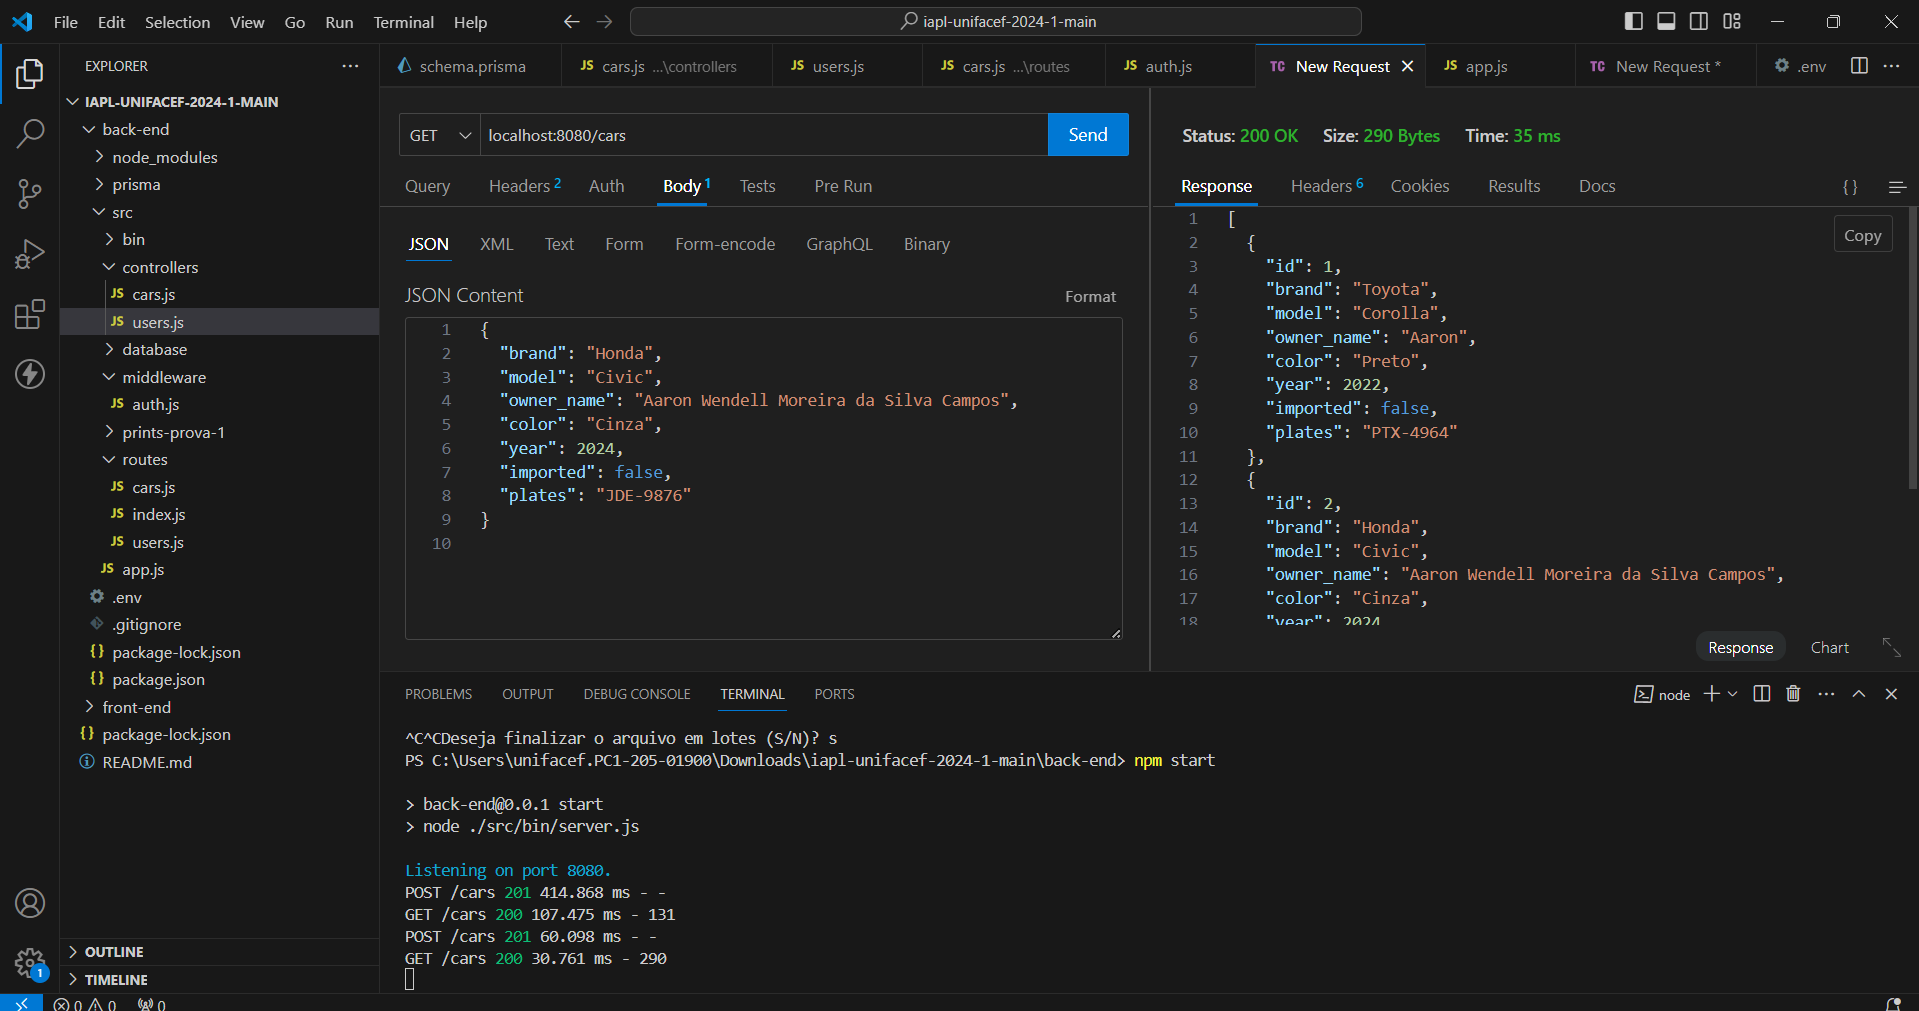 File Edit Selection View Go Run Terminal Help
iapl-unifacef-2024-1-main
EXPLORER
IAPL-UNIFACEF-2024-1-MAIN
back-end
node_modules
prisma
src
bin
controllers
JS cars.js
JS users.js
database
middleware
JS auth.js
prints-prova-1
routes
JS cars.js
JS index.js
JS users.js
JS app.js
.env
.gitignore
{} package-lock.json
{} package.json
front-end
{} package-lock.json
README.md
OUTLINE
TIMELINE
1
0 0 0
schema.prisma JS cars.js ...\controllers JS users.js JS cars.js ...\routes JS auth.js TC New Request JS app.js TC New Request * .env
GET localhost:8080/cars Send
Query Headers 2 Auth Body 1 Tests Pre Run
JSON XML Text Form Form-encode GraphQL Binary
JSON Content Format
1 {
2 "brand": "Honda",
3 "model": "Civic",
4 "owner_name": "Aaron Wendell Moreira da Silva Campos",
5 "color": "Cinza",
6 "year": 2024,
7 "imported": false,
8 "plates": "JDE-9876"
9 }
10
Status: 200 OK Size: 290 Bytes Time: 35 ms
Response Headers 6 Cookies Results Docs {}
Copy
1 [
2 {
3 "id": 1,
4 "brand": "Toyota",
5 "model": "Corolla",
6 "owner_name": "Aaron",
7 "color": "Preto",
8 "year": 2022,
9 "imported": false,
10 "plates": "PTX-4964"
11 },
12 {
13 "id": 2,
14 "brand": "Honda",
15 "model": "Civic",
16 "owner_name": "Aaron Wendell Moreira da Silva Campos",
17 "color": "Cinza",
18 "year": 2024
Response Chart
PROBLEMS OUTPUT DEBUG CONSOLE TERMINAL PORTS
node
^C^CDeseja finalizar o arquivo em lotes (S/N)? s
PS C:\Users\unifacef.PC1-205-01900\Downloads\iapl-unifacef-2024-1-main\back-end> npm start
> back-end@0.0.1 start
> node ./src/bin/server.js
Listening on port 8080.
POST /cars 201 414.868 ms - -
GET /cars 200 107.475 ms - 131
POST /cars 201 60.098 ms - -
GET /cars 200 30.761 ms - 290